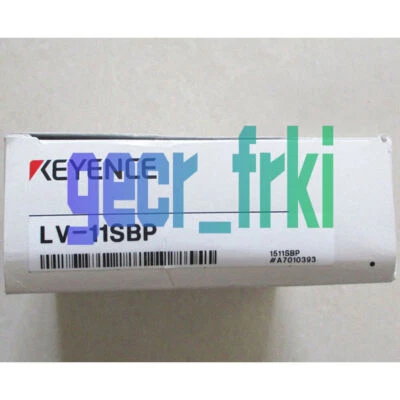 KEYENCE
gecr_frki
LV-11SBP
1511SBP
//A7010393